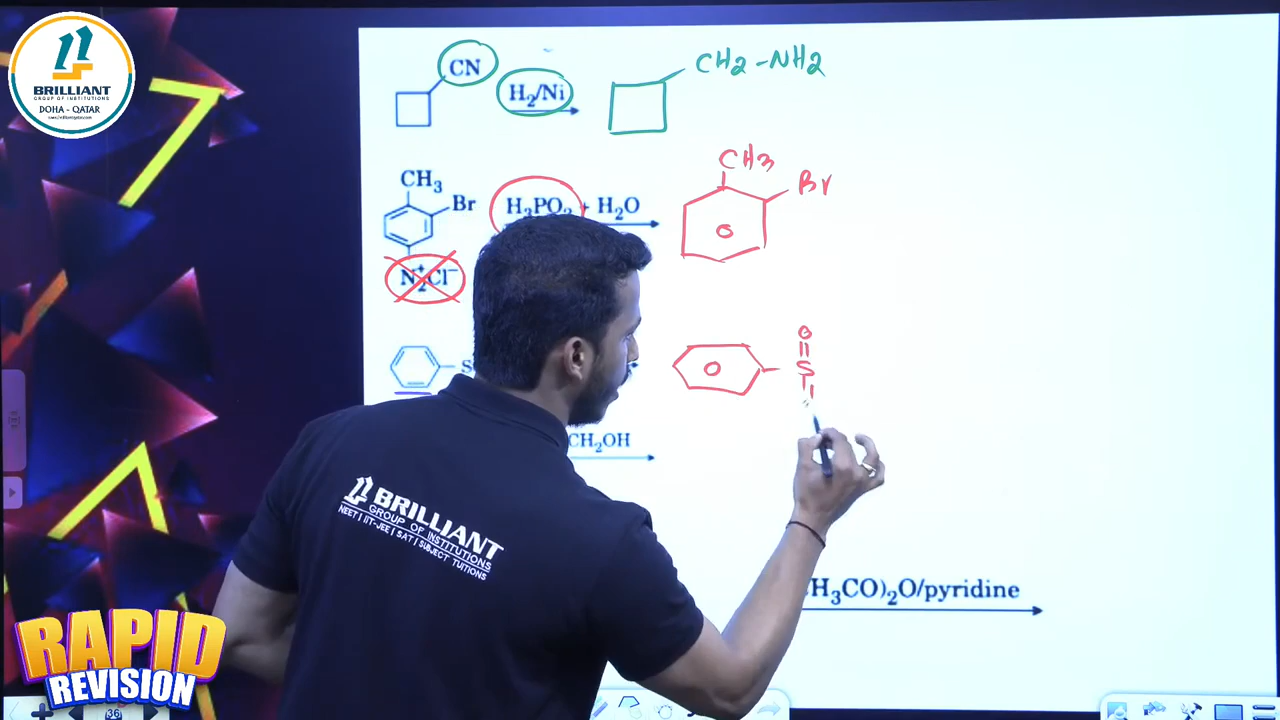 BRILLIANT
GROUP OF INSTITUTIONS
DOHA - QATAR
CN
H₂/Ni
CH2 -NH2
CH₃
Br
H₃PO₂ + H₂O
N₂⁺Cl⁻
CH3
Br
O
S
CH₂OH
H₃CO)₂O/pyridine
BRILLIANT
GROUP OF INSTITUTIONS
NEET | IIT-JEE | SAT | SUBJECT TUITIONS
RAPID
REVISION
36